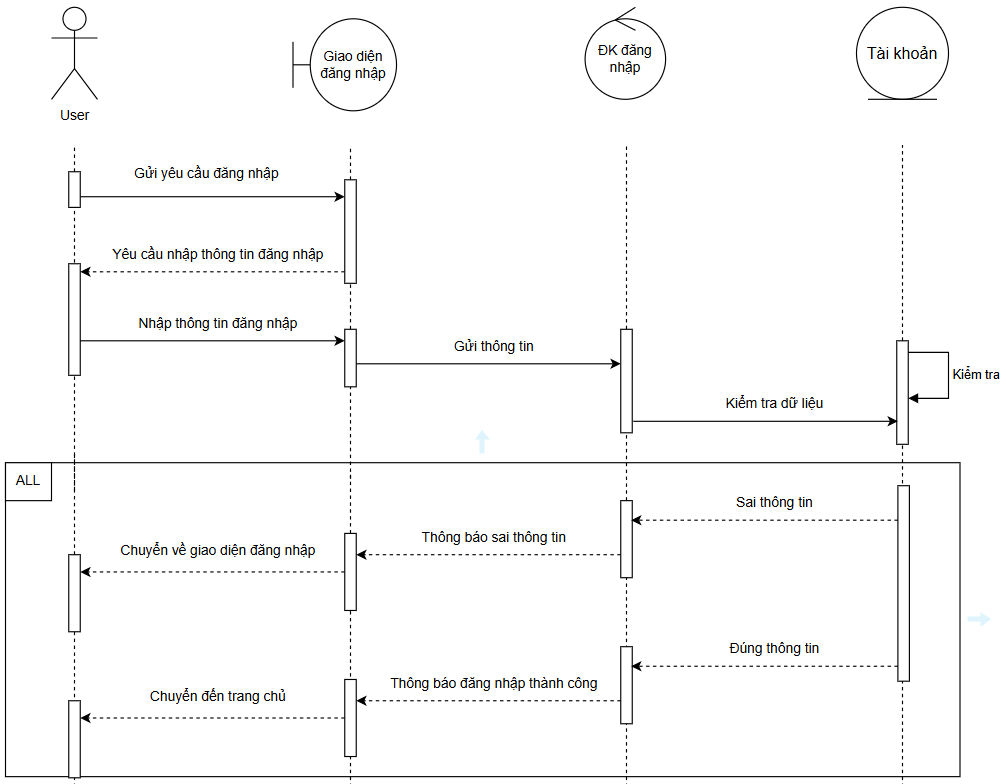 Giao diện
đăng nhập
ĐK đăng
nhập
Tài khoản
User
Gửi yêu cầu đăng nhập
Yêu cầu nhập thông tin đăng nhập
Nhập thông tin đăng nhập
Gửi thông tin
Kiểm tra
Kiểm tra dữ liệu
ALL
Sai thông tin
Thông báo sai thông tin
Chuyển về giao diện đăng nhập
Đúng thông tin
Thông báo đăng nhập thành công
Chuyển đến trang chủ